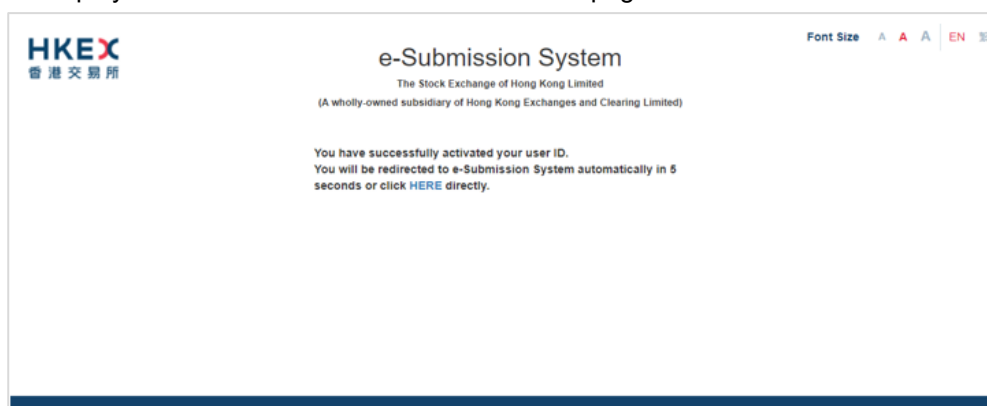 HKEX
香港交易所
Font Size A A A EN
e-Submission System
The Stock Exchange of Hong Kong Limited
(A wholly-owned subsidiary of Hong Kong Exchanges and Clearing Limited)
You have successfully activated your user ID.
You will be redirected to e-Submission System automatically in 5
seconds or click HERE directly.